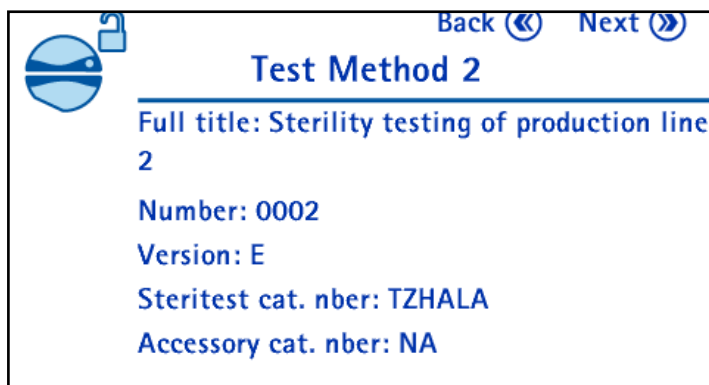 Back Next
Test Method 2
Full title: Sterility testing of production line
2
Number: 0002
Version: E
Steritest cat. nber: TZHALA
Accessory cat. nber: NA